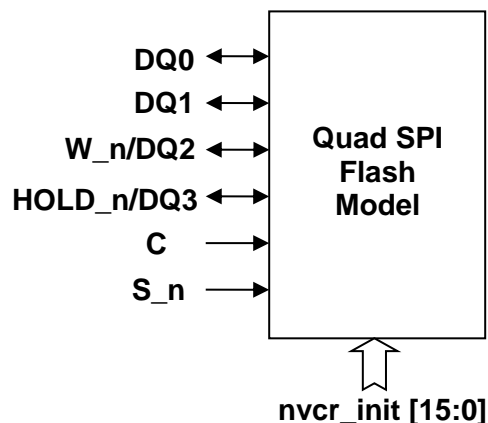 DQ0
DQ1
W_n/DQ2
HOLD_n/DQ3
C
S_n
Quad SPI
Flash
Model
nvcr_init [15:0]